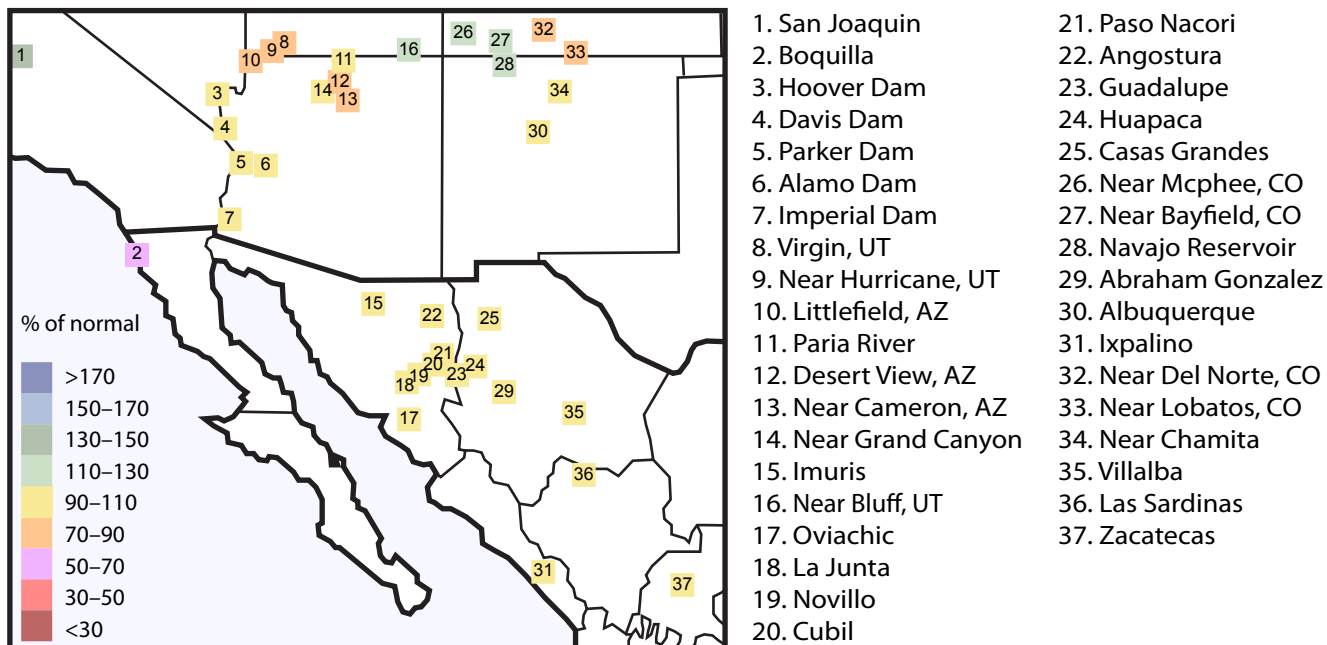 1
2
3
4
5
6
7
8
9
10
11
12
13
14
15
16
17
18
19
20
21
22
23
24
25
26
27
28
29
30
31
32
33
34
35
36
37
% of normal
>170
150–170
130–150
110–130
90–110
70–90
50–70
30–50
<30
1. San Joaquin
2. Boquilla
3. Hoover Dam
4. Davis Dam
5. Parker Dam
6. Alamo Dam
7. Imperial Dam
8. Virgin, UT
9. Near Hurricane, UT
10. Littlefield, AZ
11. Paria River
12. Desert View, AZ
13. Near Cameron, AZ
14. Near Grand Canyon
15. Imuris
16. Near Bluff, UT
17. Oviachic
18. La Junta
19. Novillo
20. Cubil
21. Paso Nacori
22. Angostura
23. Guadalupe
24. Huapaca
25. Casas Grandes
26. Near Mcphee, CO
27. Near Bayfield, CO
28. Navajo Reservoir
29. Abraham Gonzalez
30. Albuquerque
31. Ixpalino
32. Near Del Norte, CO
33. Near Lobatos, CO
34. Near Chamita
35. Villalba
36. Las Sardinas
37. Zacatecas